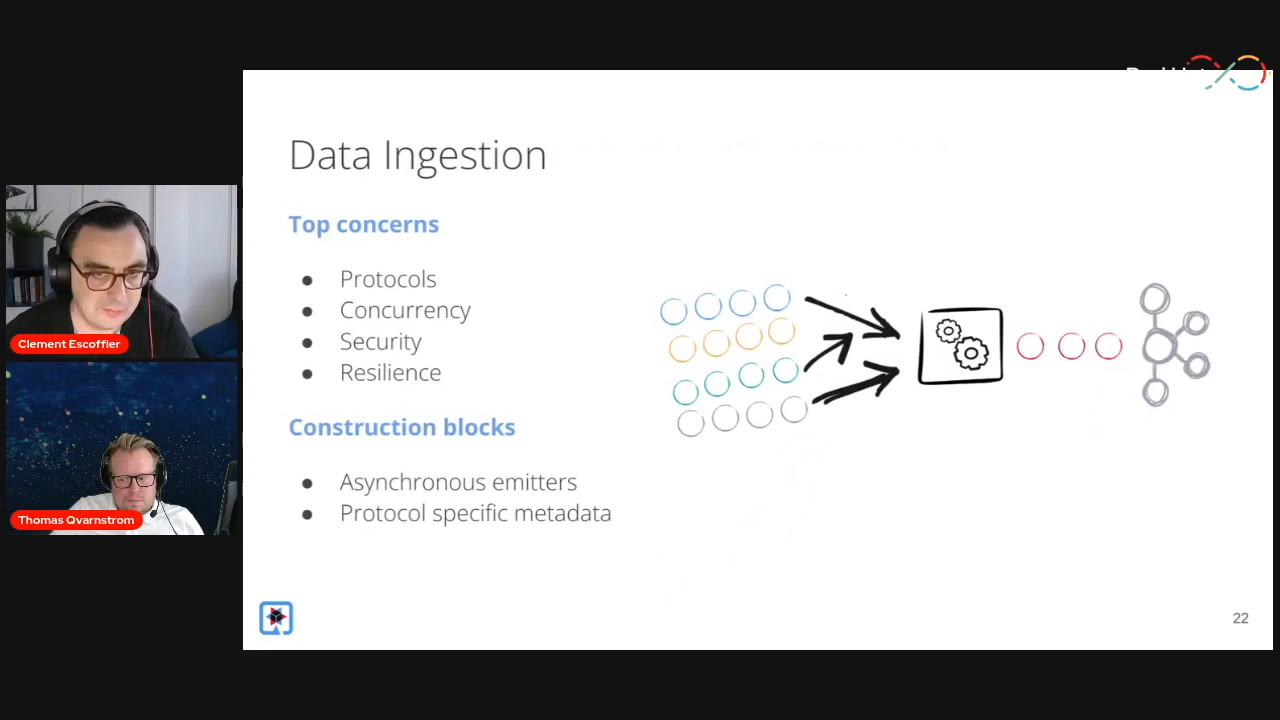 Data Ingestion
Top concerns
● Protocols
● Concurrency
● Security
● Resilience
Construction blocks
● Asynchronous emitters
● Protocol specific metadata
22
Clement Escoffier
Thomas Qvarnstrom